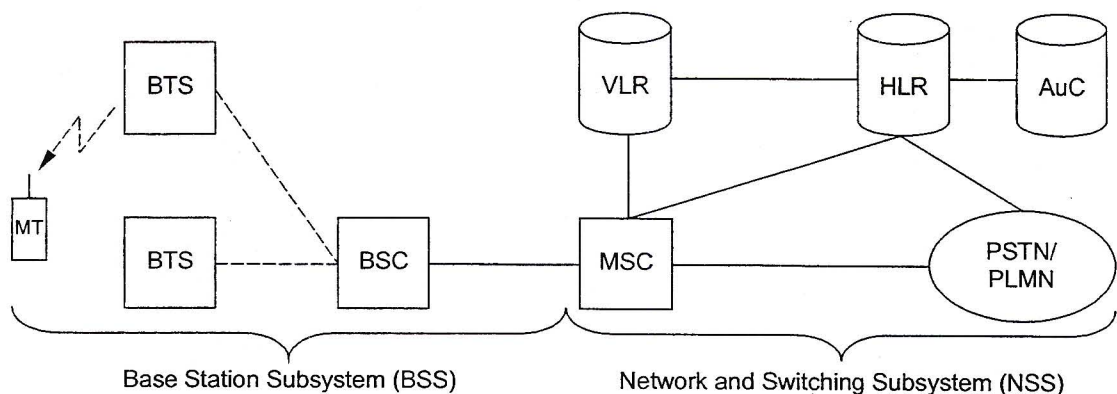 BTS
VLR
HLR
AuC
MT
BTS
BSC
MSC
PSTN/
PLMN
Base Station Subsystem (BSS)
Network and Switching Subsystem (NSS)